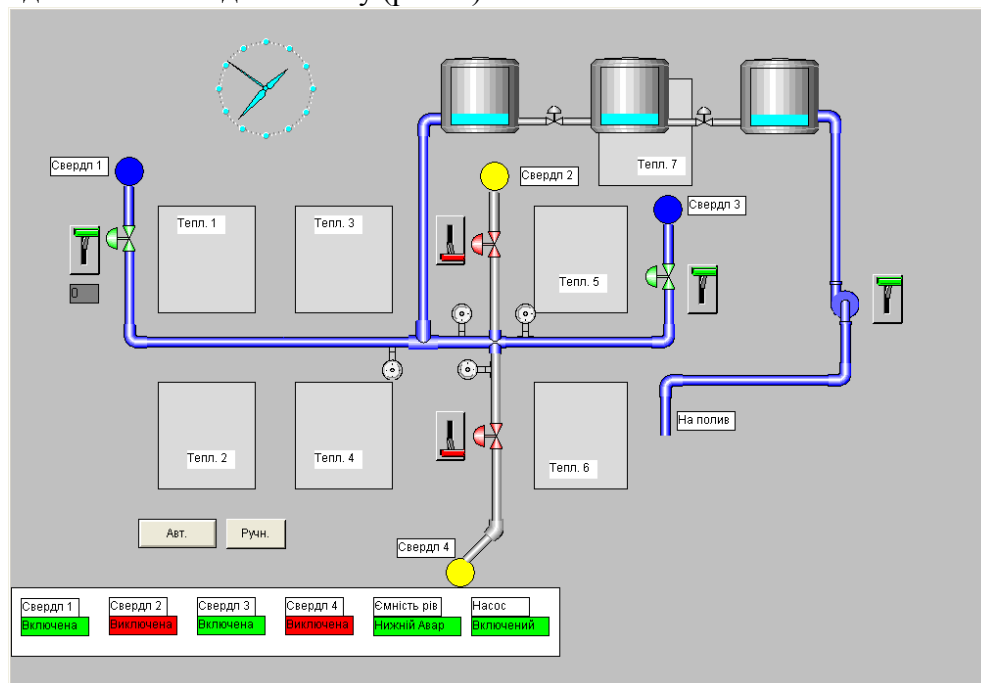 Свердл 1
Свердл 2
Тепл. 7
Свердл 3
Тепл. 1
Тепл. 3
Тепл. 5
0
На полив
Тепл. 2
Тепл. 4
Тепл. 6
Авт.
Ручн.
Свердл 4
Свердл 1 Свердл 2 Свердл 3 Свердл 4 Ємність рів Насос
Включена Виключена Включена Виключена Нижній Авар Включений